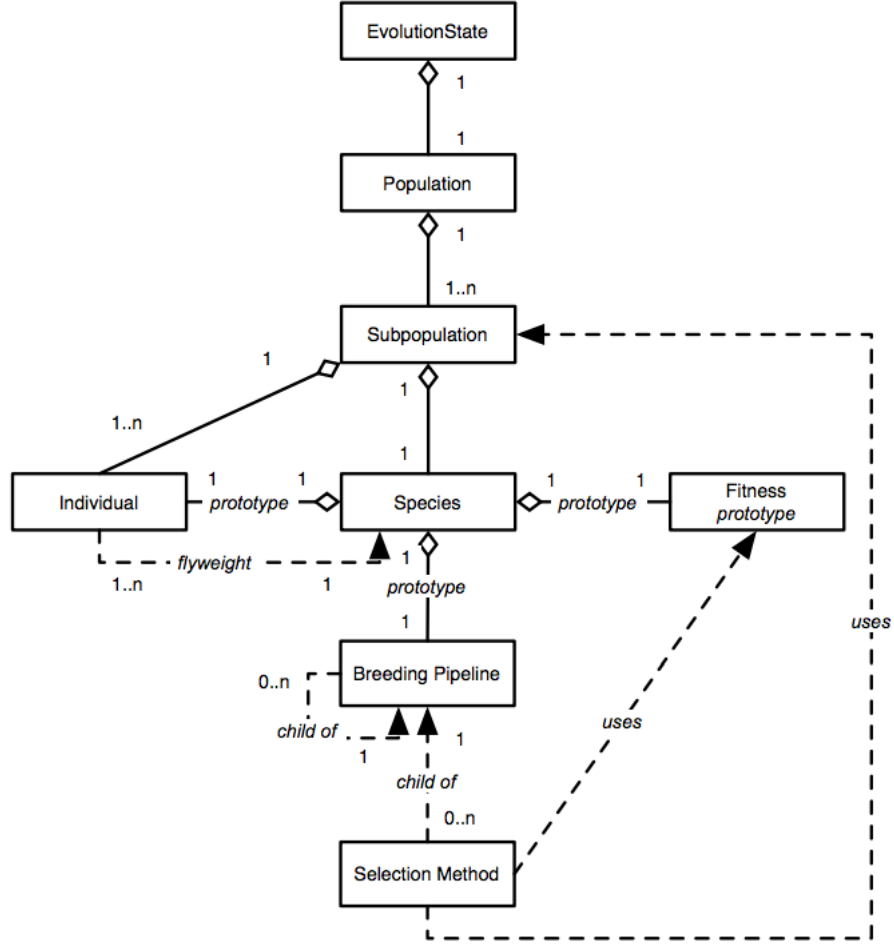 EvolutionState
1
1
Population
1
1..n
Subpopulation
1
1
1..n
1
Individual
1
prototype
1
Species
1
prototype
1
Fitness
prototype
flyweight
1..n
1
1
prototype
1
uses
Breeding Pipeline
0..n
child of
1
1
uses
child of
0..n
Selection Method